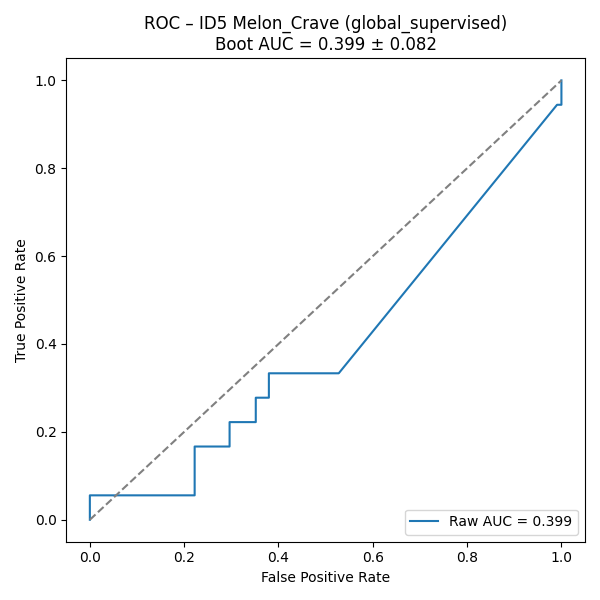 ROC – ID5 Melon_Crave (global_supervised)
Boot AUC = 0.399 ± 0.082
True Positive Rate
1.0
0.8
0.6
0.4
0.2
0.0
Raw AUC = 0.399
0.0 0.2 0.4 0.6 0.8 1.0
False Positive Rate